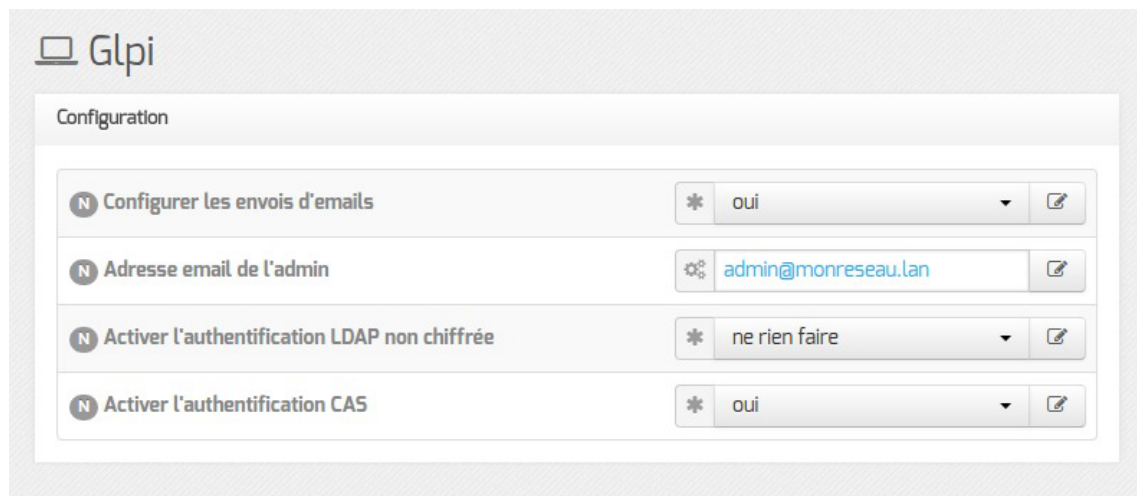 Glpi
Configuration
N Configurer les envois d'emails * oui
N Adresse email de l'admin admin@monreseau.lan
N Activer l'authentification LDAP non chiffrée * ne rien faire
N Activer l'authentification CAS * oui